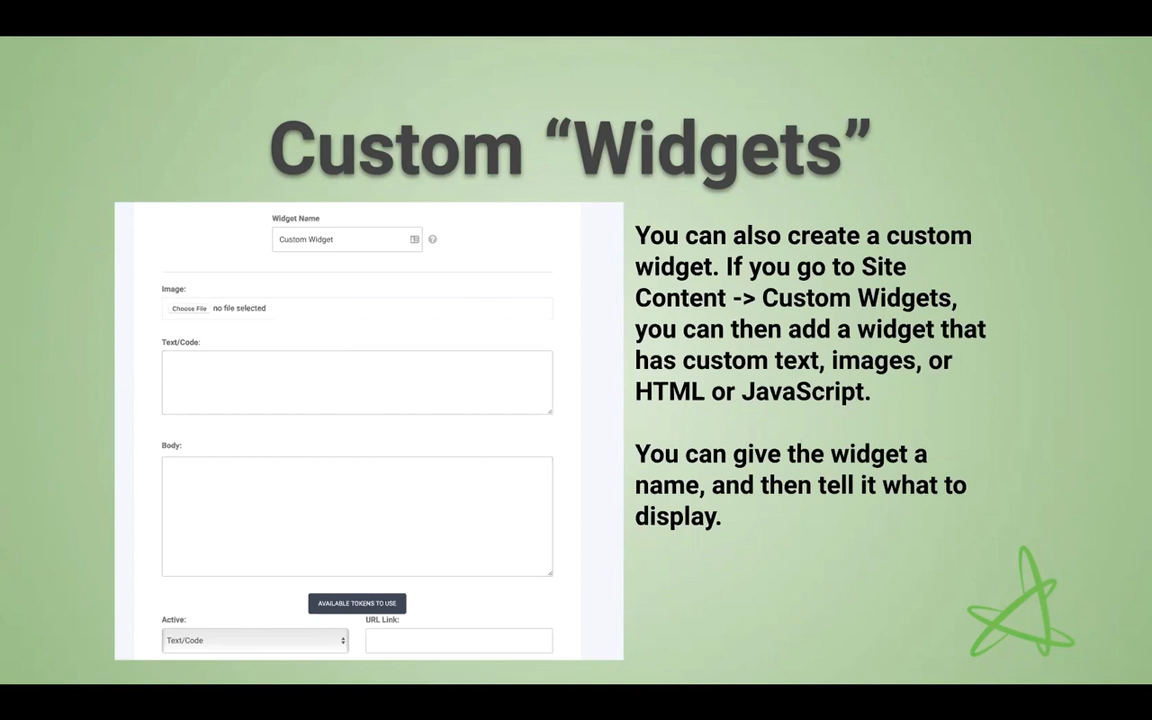 Custom “Widgets”
Widget Name
Custom Widget
Image:
Choose File no file selected
Text/Code:
Body:
AVAILABLE TOKENS TO USE
Active:
URL Link:
Text/Code
You can also create a custom
widget. If you go to Site
Content -> Custom Widgets,
you can then add a widget that
has custom text, images, or
HTML or JavaScript.
You can give the widget a
name, and then tell it what to
display.